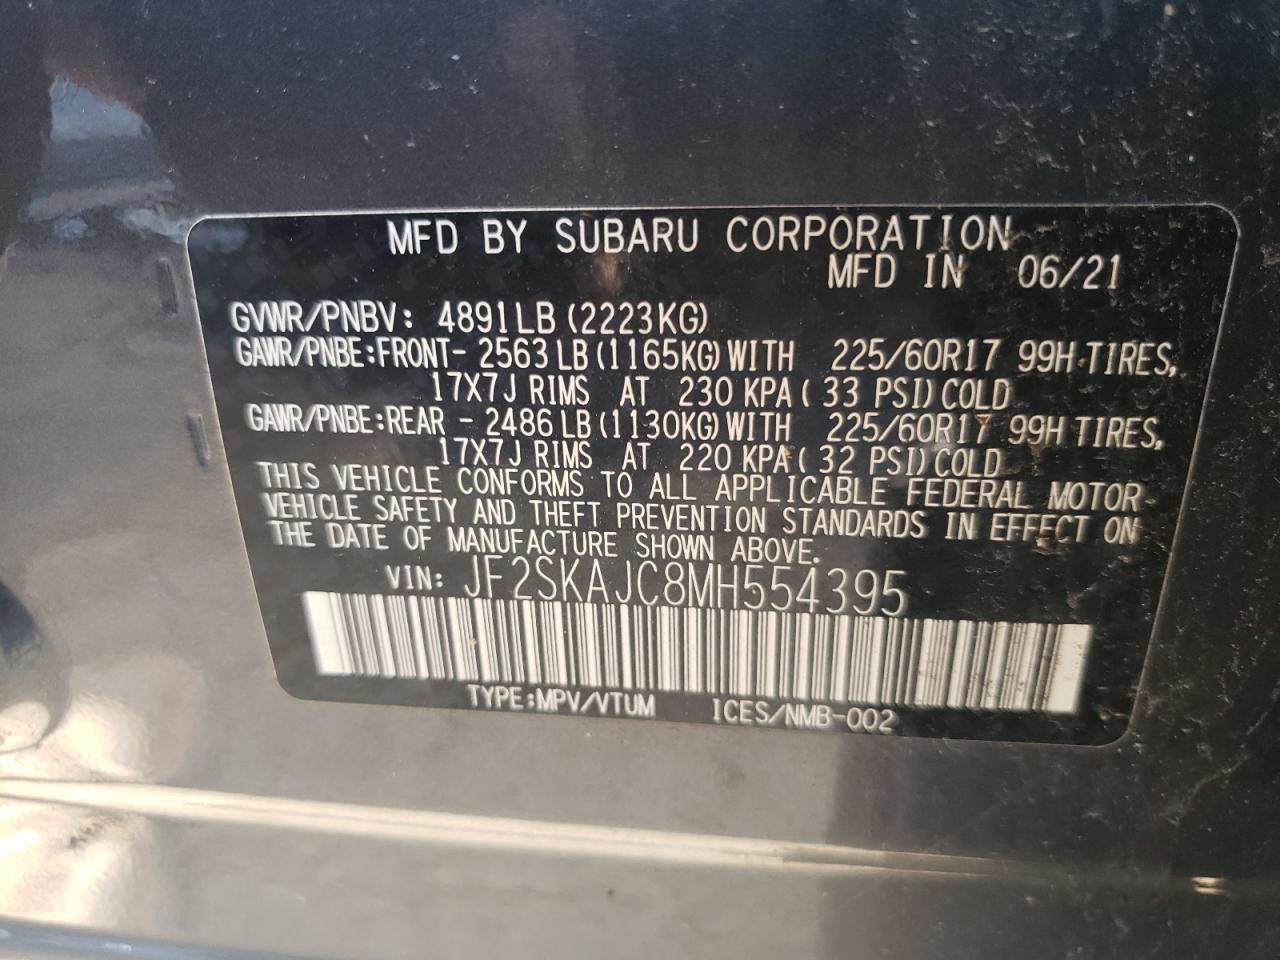 MFD BY SUBARU CORPORATION
MFD IN 06/21
GVWR/PNBV: 4891LB (2223KG)
GAWR/PNBE:FRONT- 2563LB(1165KG)WITH 225/60R17 99H TIRES,
17X7J RIMS AT 230 KPA( 33 PSI)COLD
GAWR/PNBE:REAR - 2486LB(1130KG)WITH 225/60R17 99H TIRES,
17X7J RIMS AT 220 KPA( 32 PSI)COLD
THIS VEHICLE CONFORMS TO ALL APPLICABLE FEDERAL MOTOR-
VEHICLE SAFETY AND THEFT PREVENTION STANDARDS IN EFFECT ON
THE DATE OF MANUFACTURE SHOWN ABOVE.
VIN: JF2SKAJC8MH554395
TYPE:MPV/VTUM ICES/NMB-002